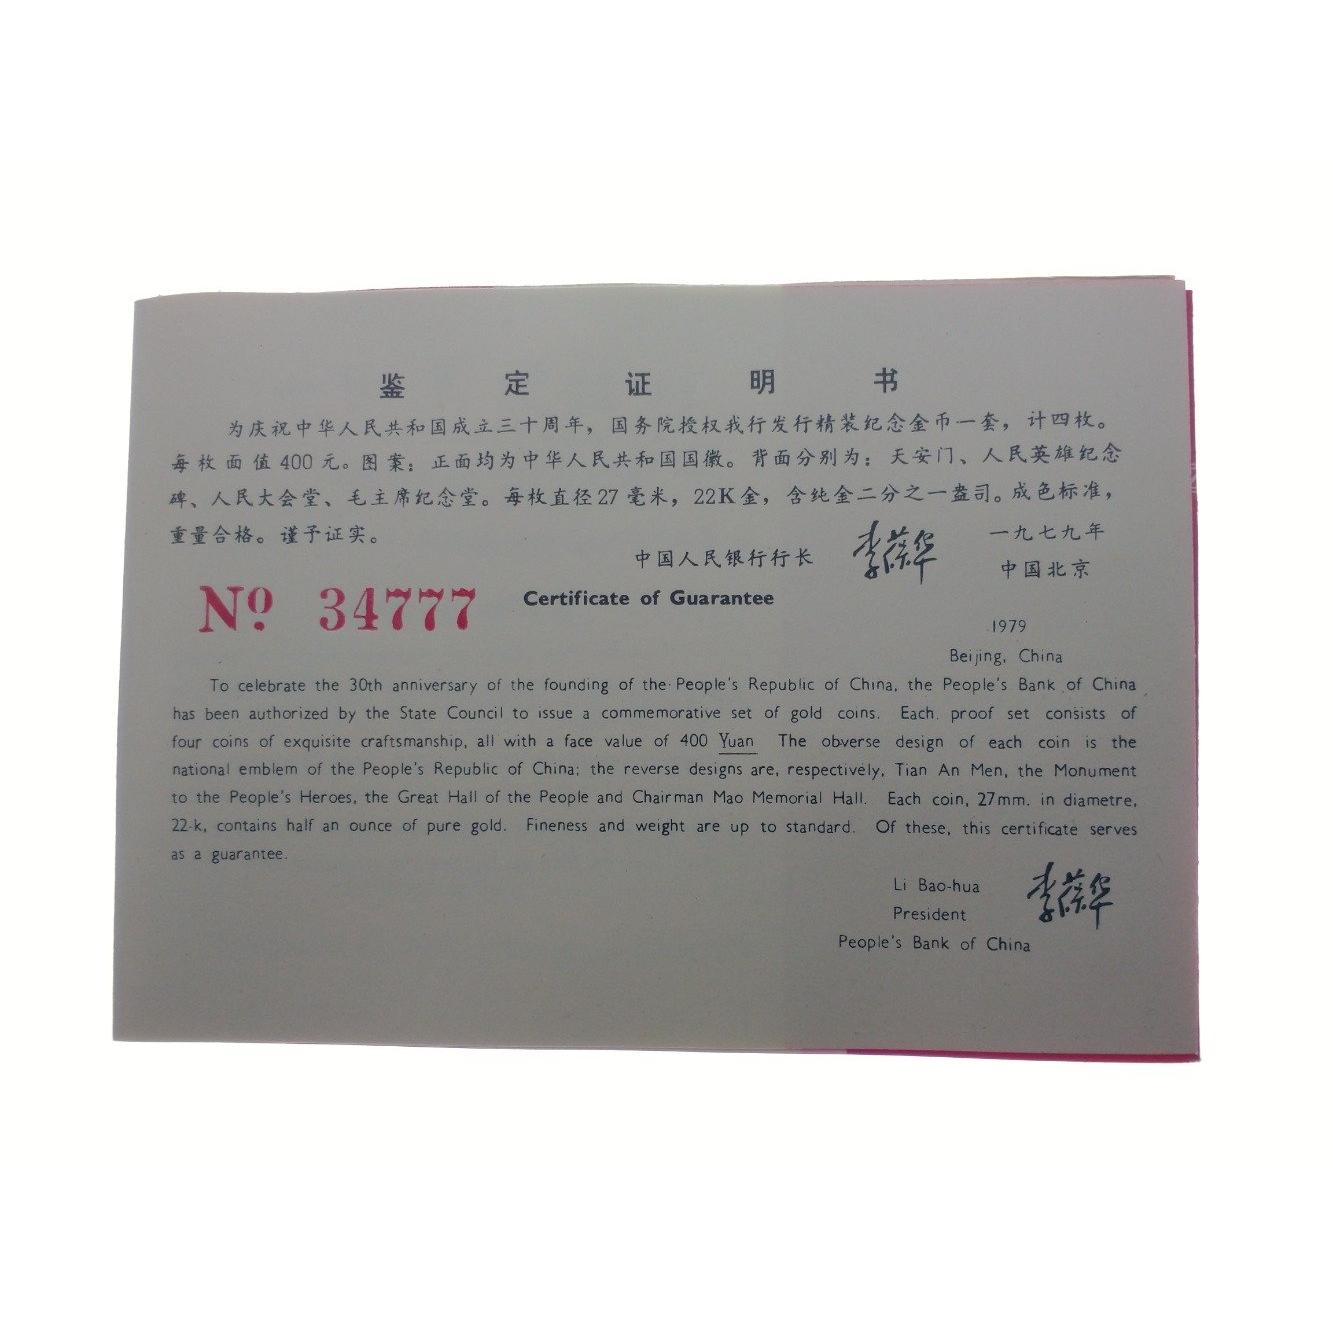 鉴定证明书
为庆祝中华人民共和国成立三十周年，国务院授权我行发行精装纪念金币一套，计四枚。
每枚面值400元。图案：正面均为中华人民共和国国徽。背面分别为：天安门、人民英雄纪念
碑、人民大会堂、毛主席纪念堂。每枚直径27毫米，22K金，含纯金二分之一盎司。成色标准，
重量合格。谨予证实。
中国人民银行行长 李葆华 一九七九年
中国北京
Nº 34777
Certificate of Guarantee
1979
Beijing, China
To celebrate the 30th anniversary of the founding of the People's Republic of China, the People's Bank of China
has been authorized by the State Council to issue a commemorative set of gold coins. Each proof set consists of
four coins of exquisite craftsmanship, all with a face value of 400 Yuan The obverse design of each coin is the
national emblem of the People's Republic of China; the reverse designs are, respectively, Tian An Men, the Monument
to the People's Heroes, the Great Hall of the People and Chairman Mao Memorial Hall. Each coin, 27mm. in diametre,
22-k, contains half an ounce of pure gold. Fineness and weight are up to standard. Of these, this certificate serves
as a guarantee.
Li Bao-hua 李葆华
President
People's Bank of China